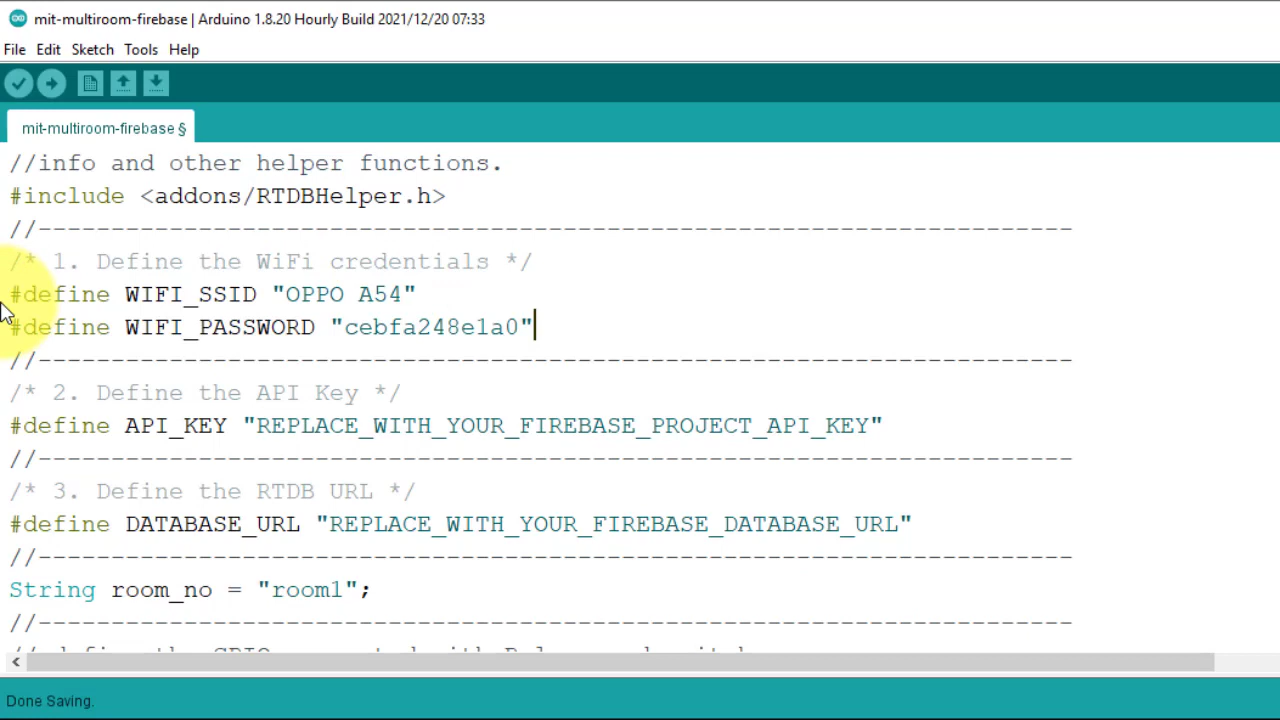 mit-multiroom-firebase | Arduino 1.8.20 Hourly Build 2021/12/20 07:33
File Edit Sketch Tools Help
mit-multiroom-firebase §
//info and other helper functions.
#include <addons/RTDBHelper.h>
//-----------------------------------------------------------------------
/* 1. Define the WiFi credentials */
#define WIFI_SSID "OPPO A54"
#define WIFI_PASSWORD "cebfa248e1a0"
//-----------------------------------------------------------------------
/* 2. Define the API Key */
#define API_KEY "REPLACE_WITH_YOUR_FIREBASE_PROJECT_API_KEY"
//-----------------------------------------------------------------------
/* 3. Define the RTDB URL */
#define DATABASE_URL "REPLACE_WITH_YOUR_FIREBASE_DATABASE_URL"
//-----------------------------------------------------------------------
String room_no = "room1";
//-----------------------------------------------------------------------
Done Saving.